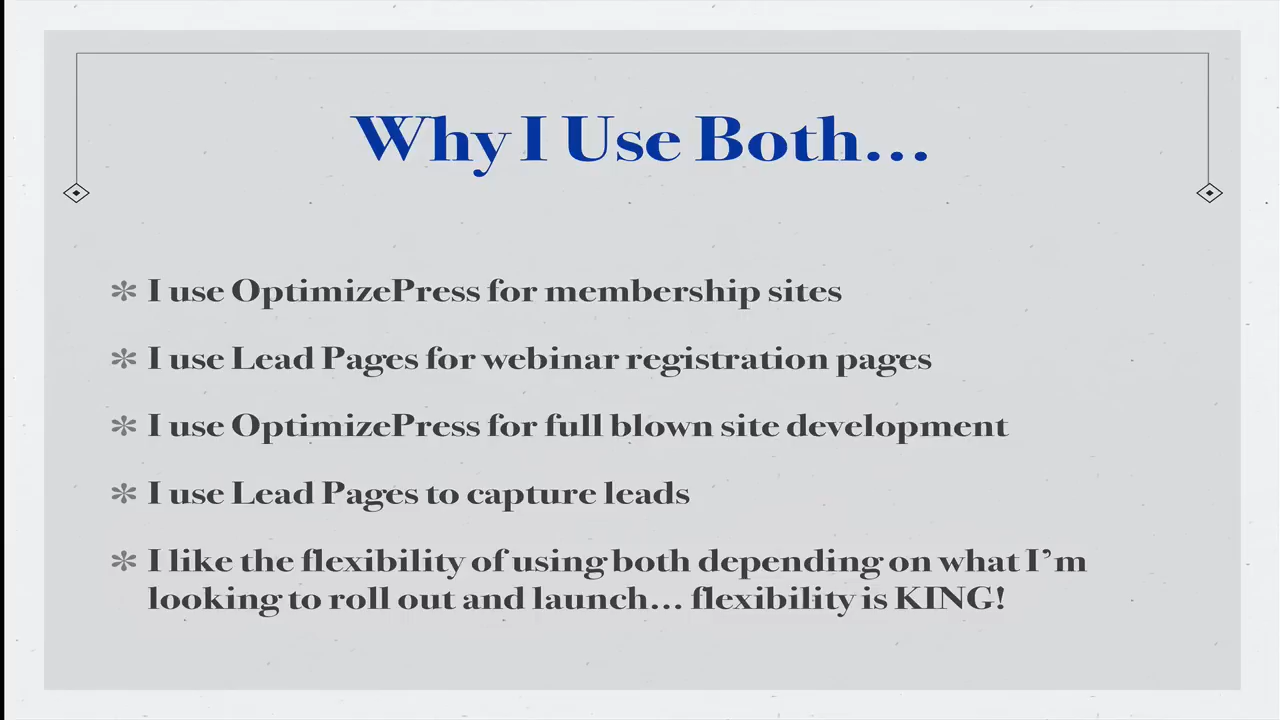 Why I Use Both...
I use OptimizePress for membership sites
I use Lead Pages for webinar registration pages
I use OptimizePress for full blown site development
I use Lead Pages to capture leads
I like the flexibility of using both depending on what I’m
looking to roll out and launch... flexibility is KING!